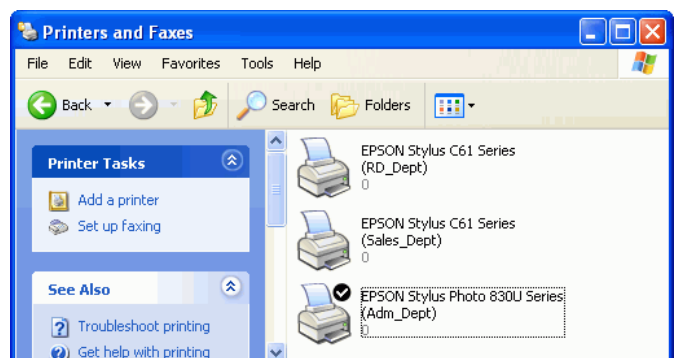 Printers and Faxes
File Edit View Favorites Tools Help
Back Search Folders
Printer Tasks
Add a printer
Set up faxing
See Also
Troubleshoot printing
Get help with printing
EPSON Stylus C61 Series
(RD_Dept)
0
EPSON Stylus C61 Series
(Sales_Dept)
0
EPSON Stylus Photo 830U Series
(Adm_Dept)
0